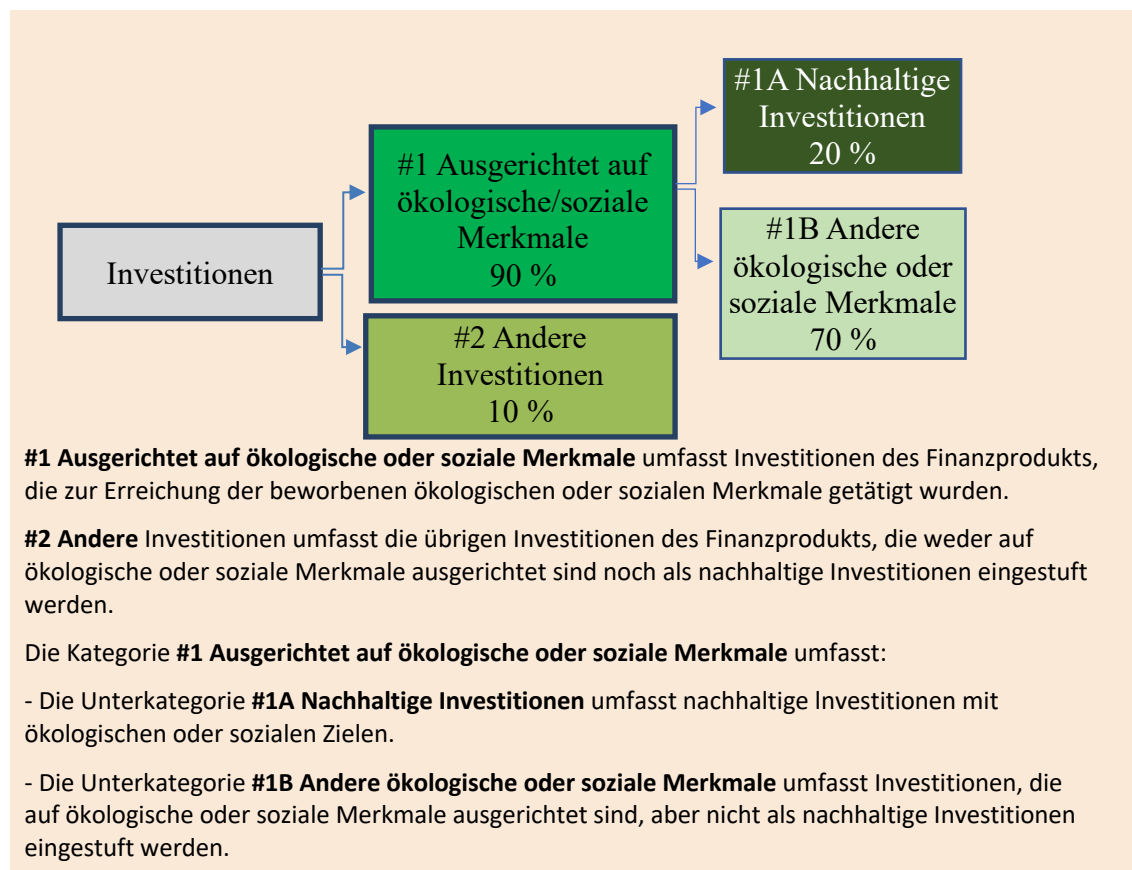 #1A Nachhaltige
Investitionen
20 %
#1 Ausgerichtet auf
ökologische/soziale
Merkmale
90 %
#1B Andere
ökologische oder
soziale Merkmale
70 %
Investitionen
#2 Andere
Investitionen
10 %
#1 Ausgerichtet auf ökologische oder soziale Merkmale umfasst Investitionen des Finanzprodukts,
die zur Erreichung der beworbenen ökologischen oder sozialen Merkmale getätigt wurden.
#2 Andere Investitionen umfasst die übrigen Investitionen des Finanzprodukts, die weder auf
ökologische oder soziale Merkmale ausgerichtet sind noch als nachhaltige Investitionen eingestuft
werden.
Die Kategorie #1 Ausgerichtet auf ökologische oder soziale Merkmale umfasst:
- Die Unterkategorie #1A Nachhaltige Investitionen umfasst nachhaltige lnvestitionen mit
ökologischen oder sozialen Zielen.
- Die Unterkategorie #1B Andere ökologische oder soziale Merkmale umfasst Investitionen, die
auf ökologische oder soziale Merkmale ausgerichtet sind, aber nicht als nachhaltige Investitionen
eingestuft werden.